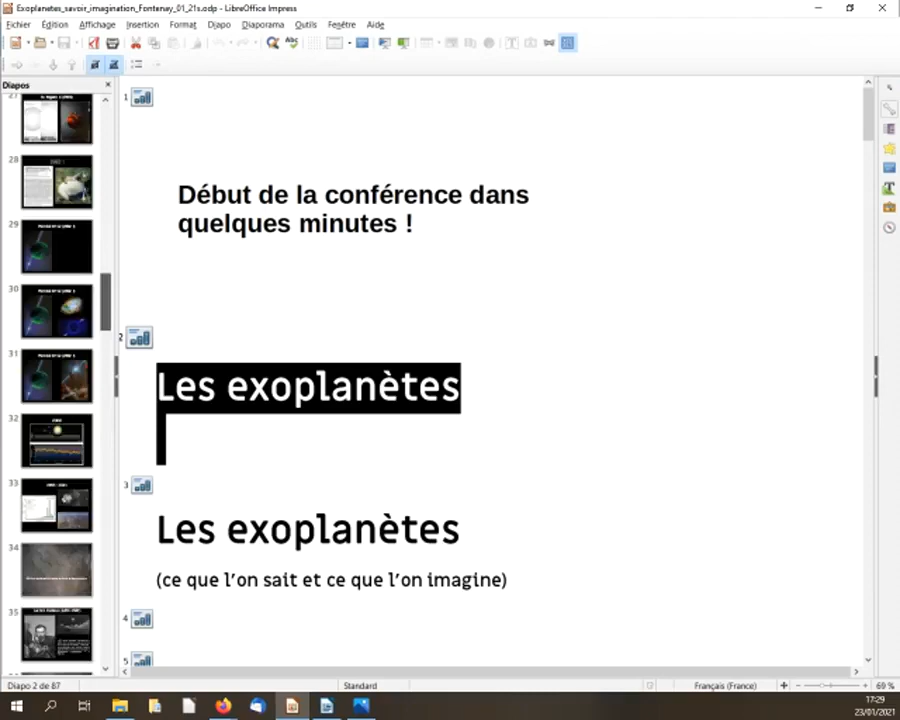 Exoplanetes_savoir_imagination_Fontenay_01_21s.odp - LibreOffice Impress
Fichier Édition Affichage Insertion Format Diapo Diaporama Outils Fenêtre Aide
Diapos
1
Début de la conférence dans
quelques minutes !
2
Les exoplanètes
3
Les exoplanètes
(ce que l'on sait et ce que l'on imagine)
4
5
27
28
29
30
31
32
33
34
35
Diapo 2 de 87
Standard
Français (France)
69 %
17:29
23/01/2021